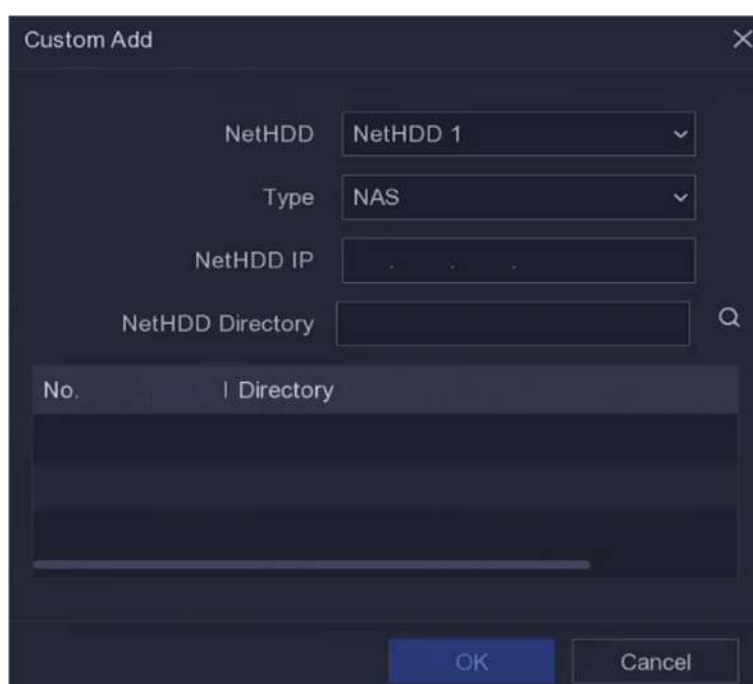 Custom Add
NetHDD NetHDD 1
Type NAS
NetHDD IP . . .
NetHDD Directory
No. Directory
OK Cancel